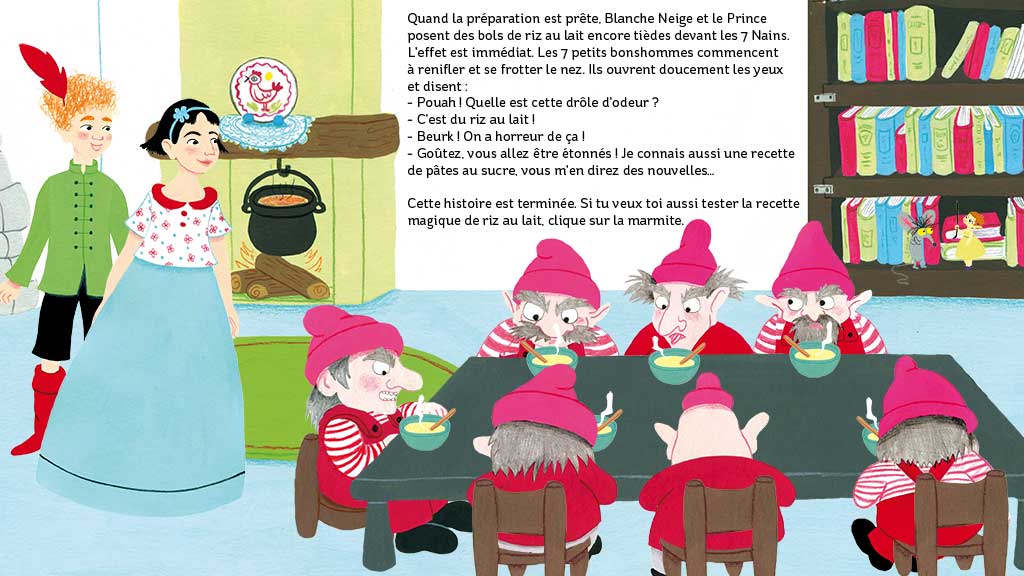 Quand la préparation est prête, Blanche Neige et le Prince
posent des bols de riz au lait encore tièdes devant les 7 Nains.
L'effet est immédiat. Les 7 petits bonshommes commencent
à renifler et se frotter le nez. Ils ouvrent doucement les yeux
et disent :
- Pouah ! Quelle est cette drôle d'odeur ?
- C'est du riz au lait !
- Beurk ! On a horreur de ça !
- Goûtez, vous allez être étonnés ! Je connais aussi une recette
de pâtes au sucre, vous m'en direz des nouvelles...
Cette histoire est terminée. Si tu veux toi aussi tester la recette
magique de riz au lait, clique sur la marmite.